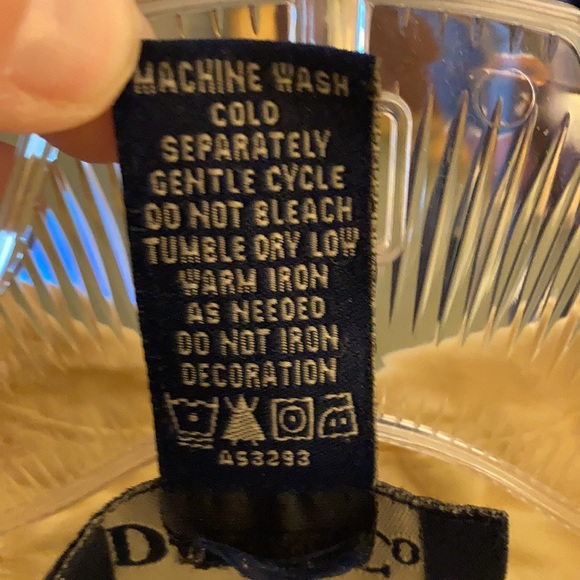 MACHINE WASH
COLD
SEPARATELY
GENTLE CYCLE
DO NOT BLEACH
TUMBLE DRY LOW
WARM IRON
AS NEEDED
DO NOT IRON
DECORATION
A53293